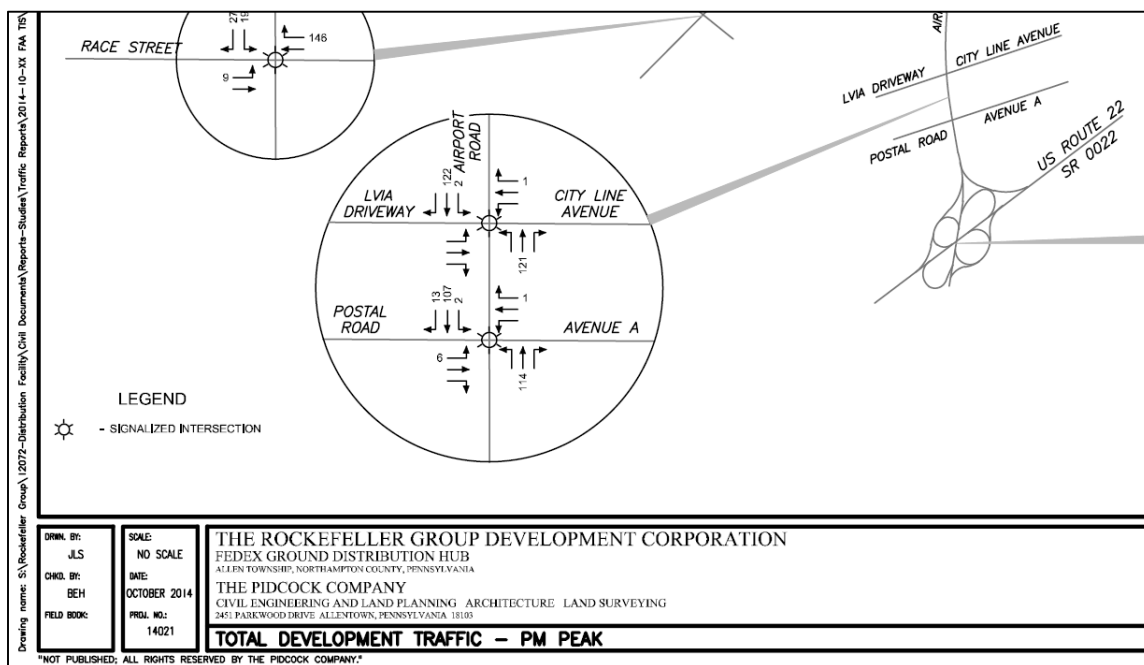 27
19
146
RACE STREET
9
AIRPORT
ROAD
122
2
1
LVIA
DRIVEWAY
CITY LINE
AVENUE
121
13
107
2
1
POSTAL
ROAD
AVENUE A
6
114
LEGEND
- SIGNALIZED INTERSECTION
LVIA DRIVEWAY
CITY LINE AVENUE
POSTAL ROAD
AVENUE A
US ROUTE 22
SR 0022
Drawing name: S:\Rockefeller Group\12072-Distribution Facility\Civil Documents\Reports-Studies\Traffic Reports\2014-10-XX FAA TIS\
DRWN. BY:
JLS
CHKD. BY:
BEH
FIELD BOOK:
SCALE:
NO SCALE
DATE:
OCTOBER 2014
PROJ. NO.:
14021
THE ROCKEFELLER GROUP DEVELOPMENT CORPORATION
FEDEX GROUND DISTRIBUTION HUB
ALLEN TOWNSHIP, NORTHAMPTON COUNTY, PENNSYLVANIA
THE PIDCOCK COMPANY
CIVIL ENGINEERING AND LAND PLANNING ARCHITECTURE LAND SURVEYING
2451 PARKWOOD DRIVE ALLENTOWN, PENNSYLVANIA 18103
TOTAL DEVELOPMENT TRAFFIC - PM PEAK
"NOT PUBLISHED; ALL RIGHTS RESERVED BY THE PIDCOCK COMPANY."